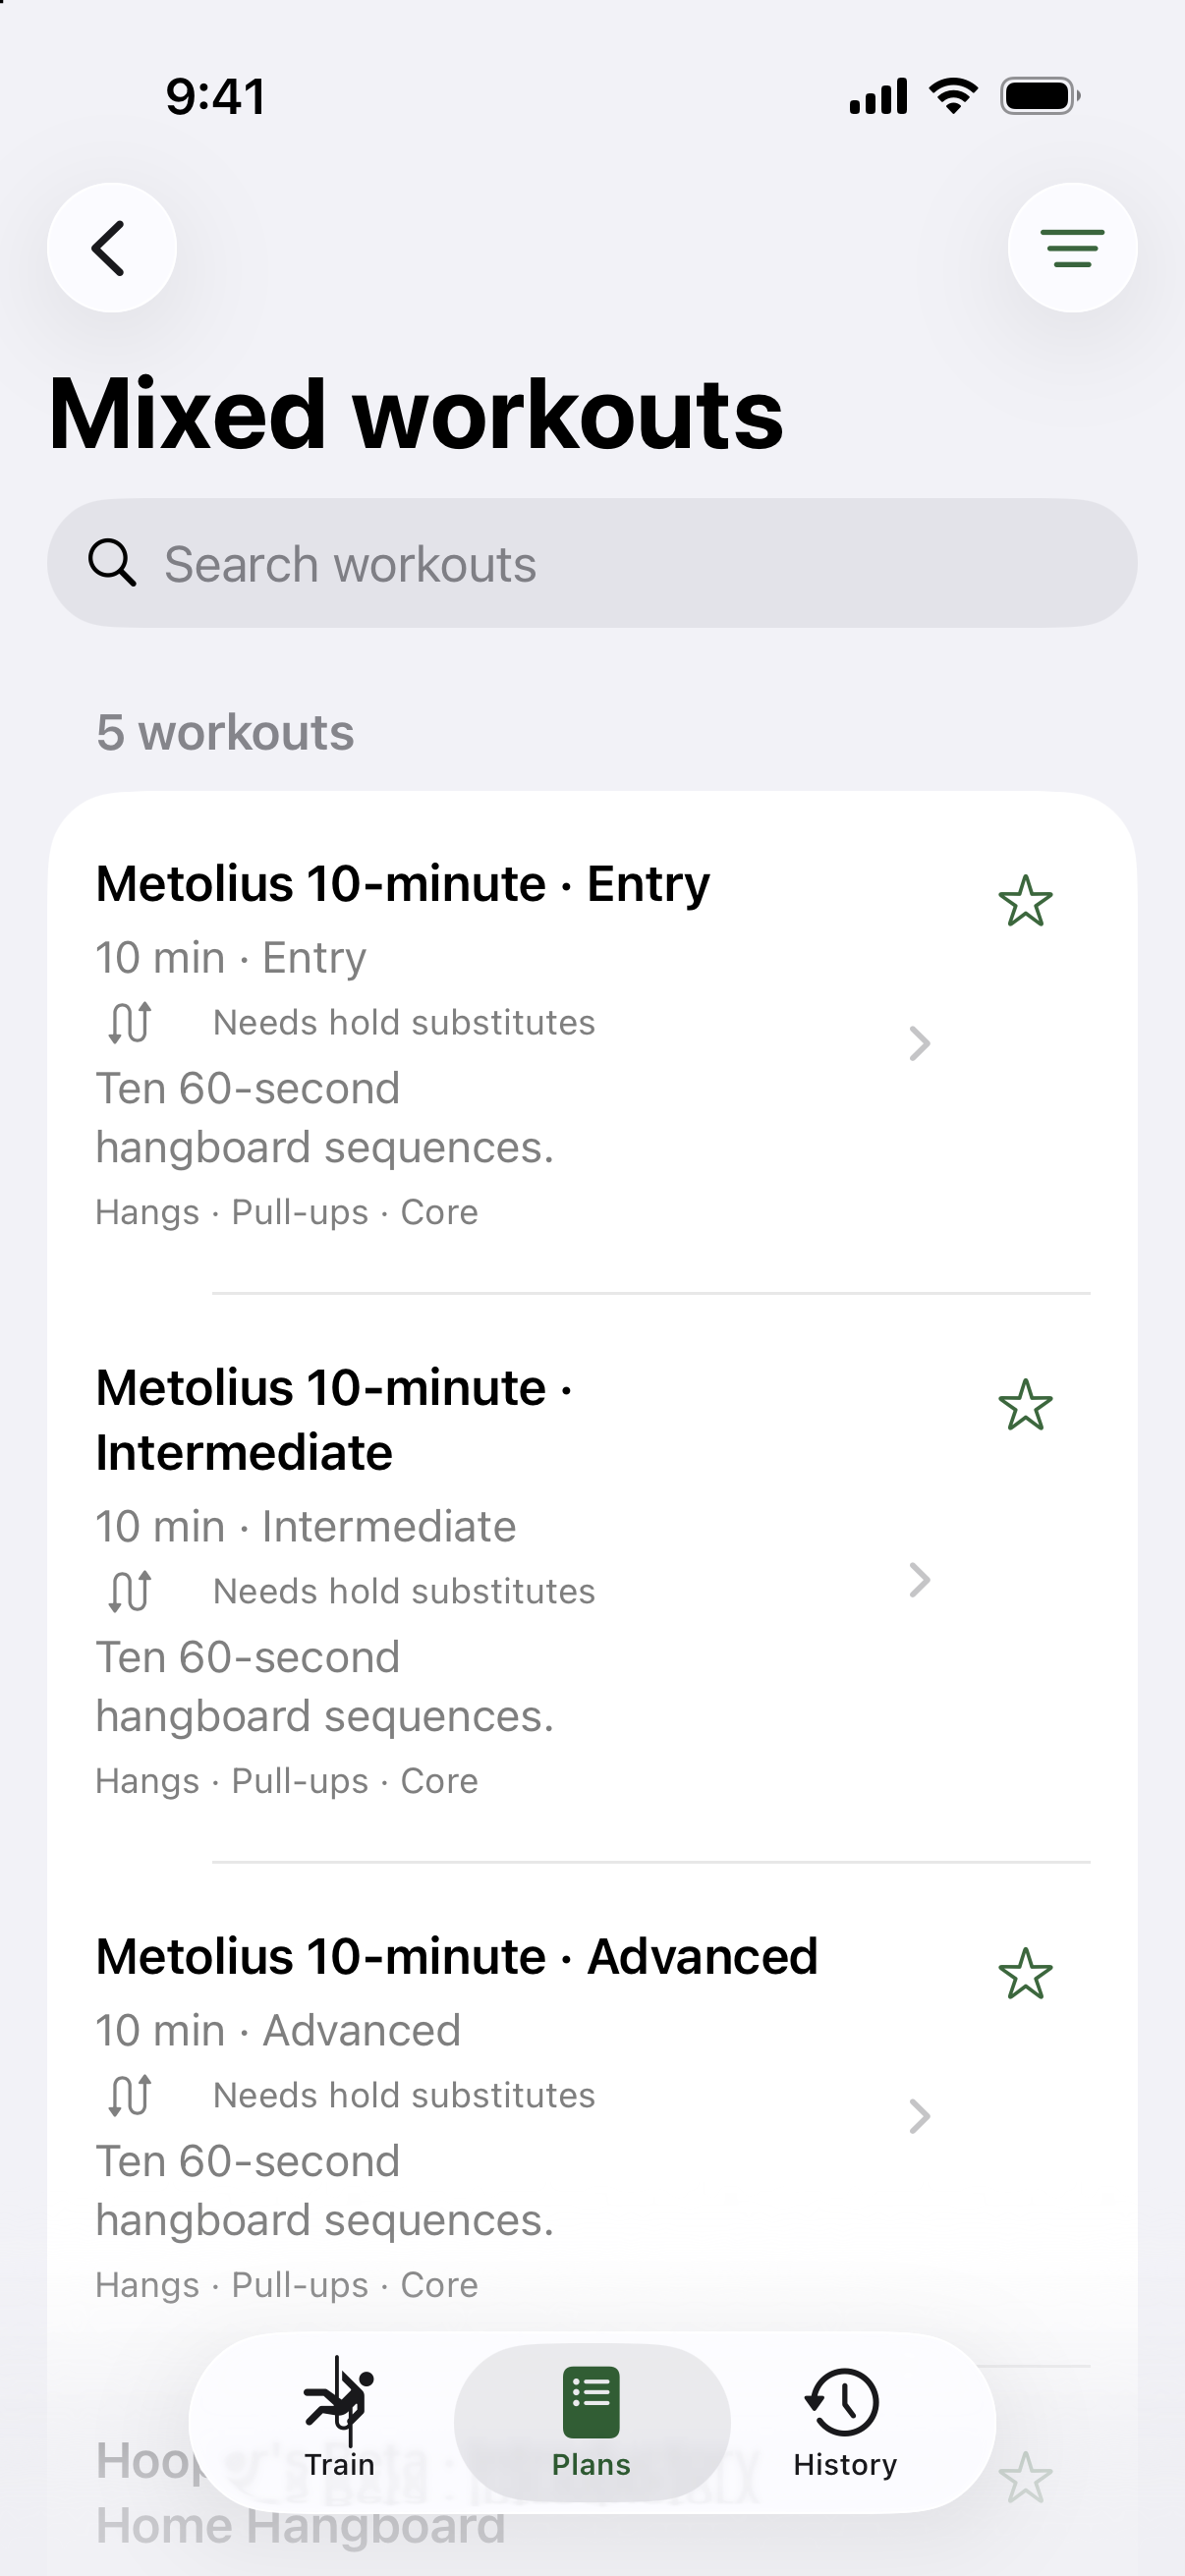 9:41
Mixed workouts
Search workouts
5 workouts
Metolius 10-minute · Entry
10 min · Entry
Needs hold substitutes
Ten 60-second
hangboard sequences.
Hangs · Pull-ups · Core
Metolius 10-minute ·
Intermediate
10 min · Intermediate
Needs hold substitutes
Ten 60-second
hangboard sequences.
Hangs · Pull-ups · Core
Metolius 10-minute · Advanced
10 min · Advanced
Needs hold substitutes
Ten 60-second
hangboard sequences.
Hangs · Pull-ups · Core
Home Hangboard
Train
Plans
History